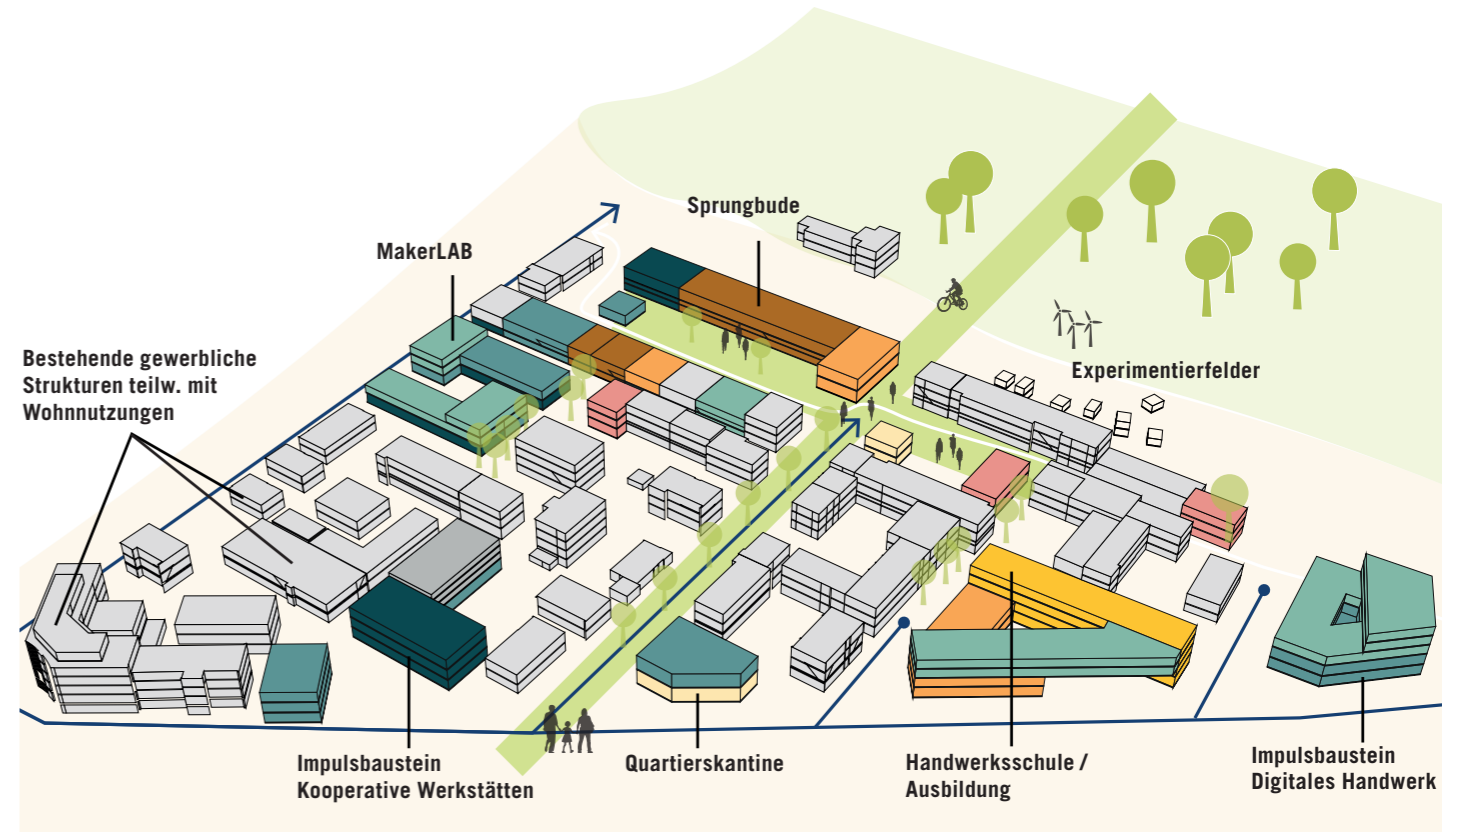 Sprungbude
MakerLAB
Bestehende gewerbliche
Strukturen teilw. mit
Wohnnutzungen
Experimentierfelder
Impulsbaustein
Kooperative Werkstätten
Quartierskantine
Handwerksschule /
Ausbildung
Impulsbaustein
Digitales Handwerk